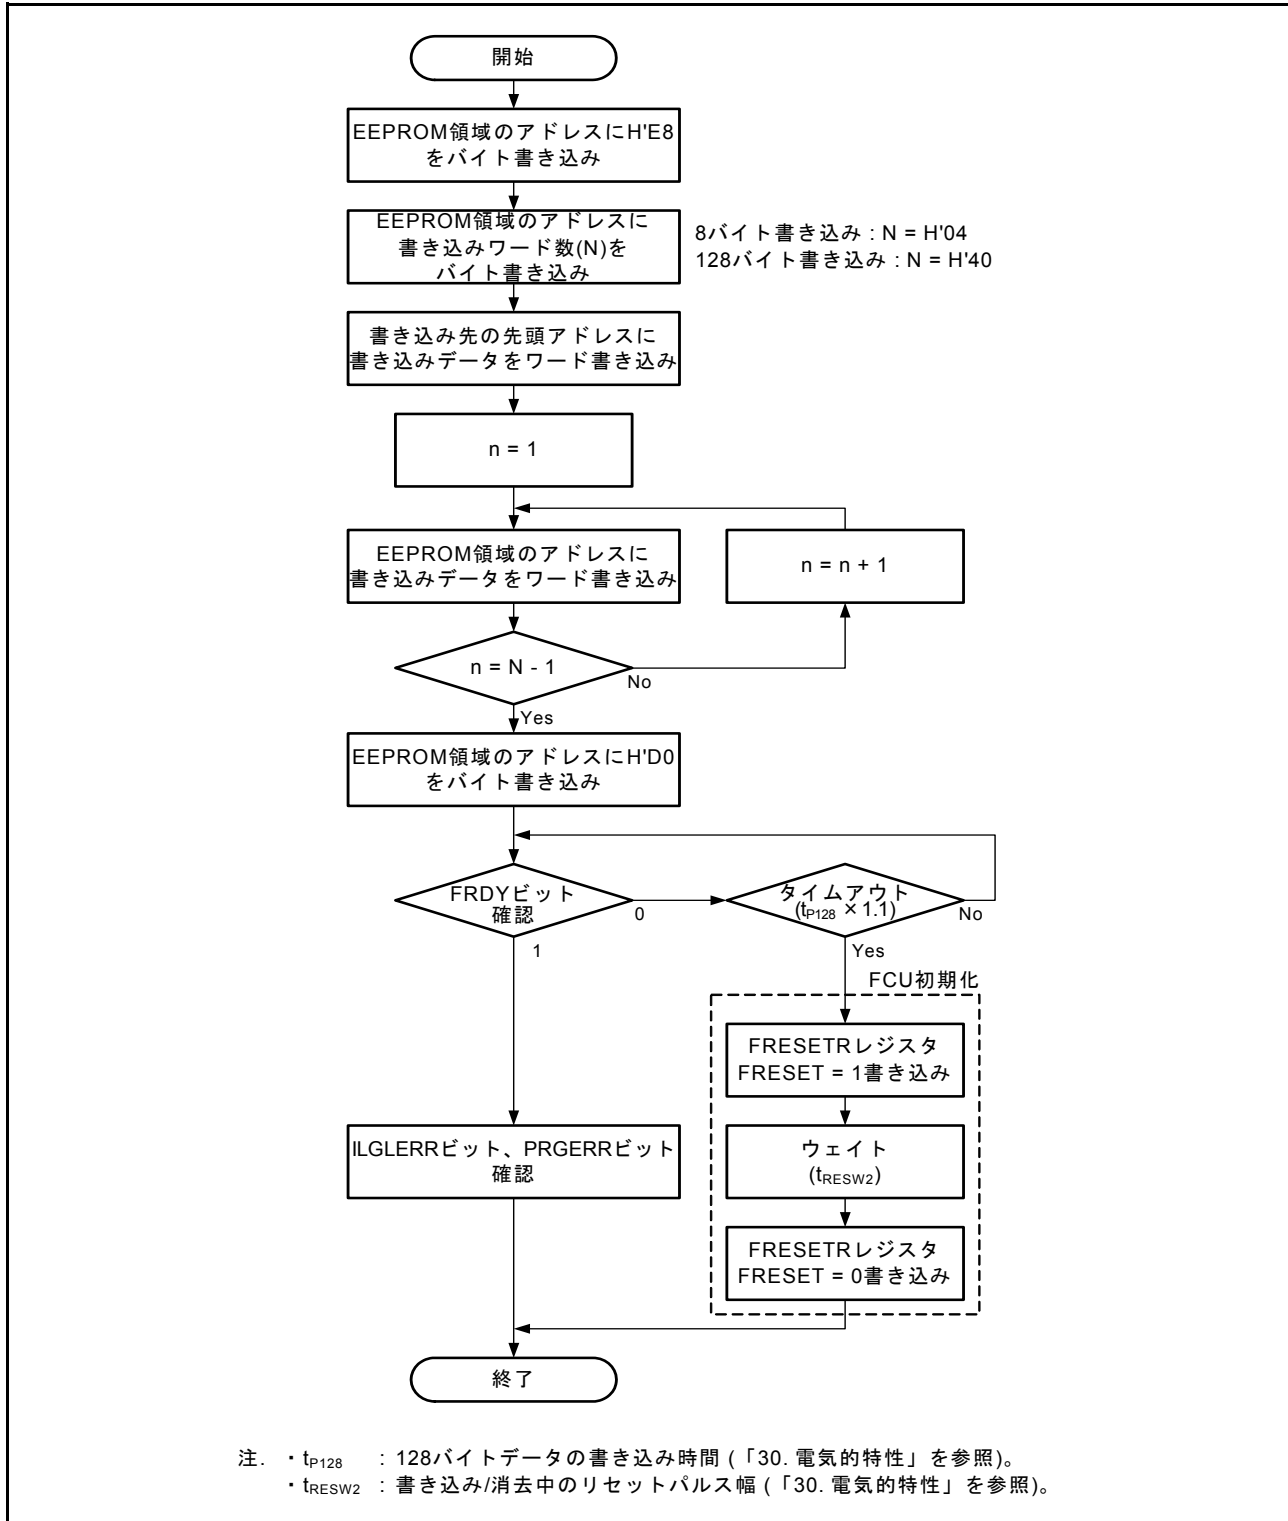 開始
EEPROM領域のアドレスにH'E8
をバイト書き込み
EEPROM領域のアドレスに
書き込みワード数(N)を
バイト書き込み
8バイト書き込み : N = H'04
128バイト書き込み : N = H'40
書き込み先の先頭アドレスに
書き込みデータをワード書き込み
n = 1
EEPROM領域のアドレスに
書き込みデータをワード書き込み
n = n + 1
n = N - 1
No
Yes
EEPROM領域のアドレスにH'D0
をバイト書き込み
FRDYビット
確認
0
1
タイムアウト
(tP128 × 1.1)
No
Yes
FCU初期化
FRESETRレジスタ
FRESET = 1書き込み
ウェイト
(tRESW2)
FRESETRレジスタ
FRESET = 0書き込み
ILGLERRビット、PRGERRビット
確認
終了
注. ・tP128 : 128バイトデータの書き込み時間 (「30. 電気的特性」を参照)。
・tRESW2 : 書き込み/消去中のリセットパルス幅 (「30. 電気的特性」を参照)。